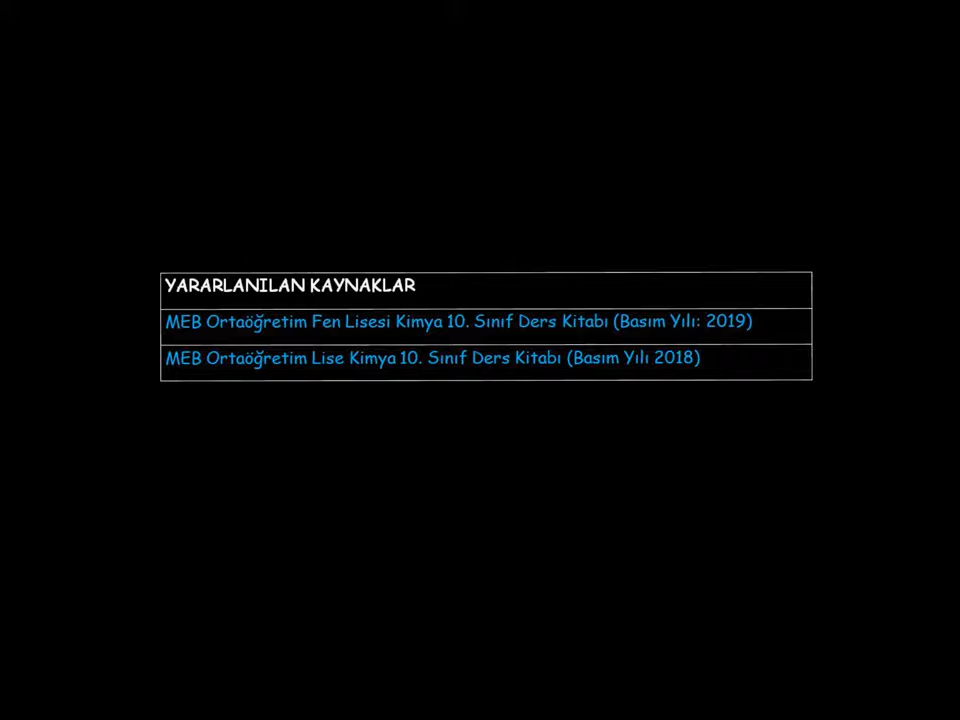 YARARLANILAN KAYNAKLAR
MEB Ortaöğretim Fen Lisesi Kimya 10. Sınıf Ders Kitabı (Basım Yılı: 2019)
MEB Ortaöğretim Lise Kimya 10. Sınıf Ders Kitabı (Basım Yılı 2018)